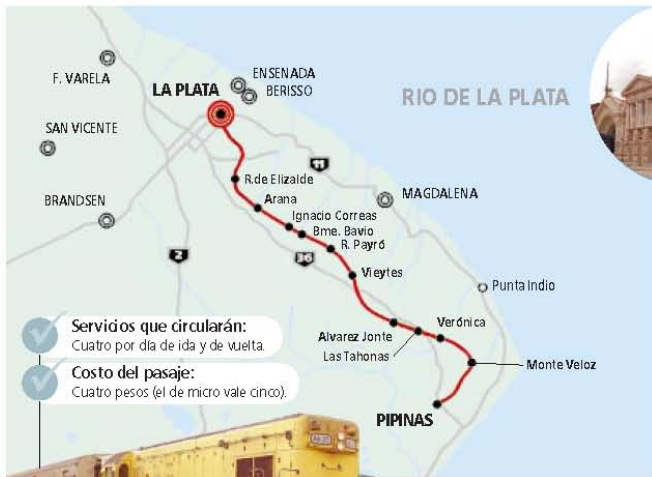 F. VARELA
ENSENADA
BERISSO
LA PLATA
RIO DE LA PLATA
SAN VICENTE
11
R.de Elizalde
MAGDALENA
BRANDSEN
Arana
Ignacio Correas
Bme. Bavio
R. Payró
2
36
Vieytes
Punta Indio
Servicios que circularán:
Cuatro por día de ida y de vuelta.
Alvarez Jonte
Verónica
Las Tahonas
Monte Veloz
Costo del pasaje:
Cuatro pesos (el de micro vale cinco).
PIPINAS